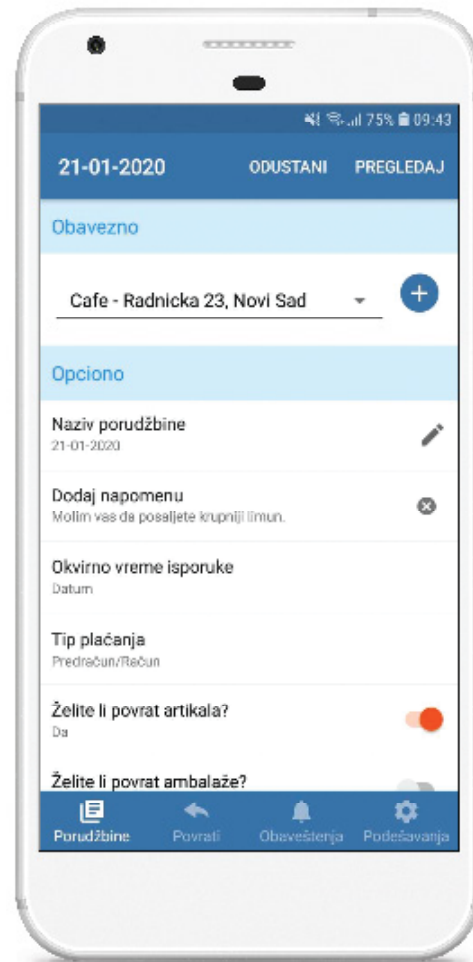 75% 09:43
21-01-2020 ODUSTANI PREGLEDAJ
Obavezno
Cafe - Radnicka 23, Novi Sad
Opciono
Naziv porudžbine
21-01-2020
Dodaj napomenu
Molim vas da posaljete krupniji limun.
Okvirno vreme isporuke
Datum
Tip plaćanja
Predračun/Račun
Želite li povrat artikala?
Da
Želite li povrat ambalaže?
Porudžbine Povrati Obaveštenja Podešavanja